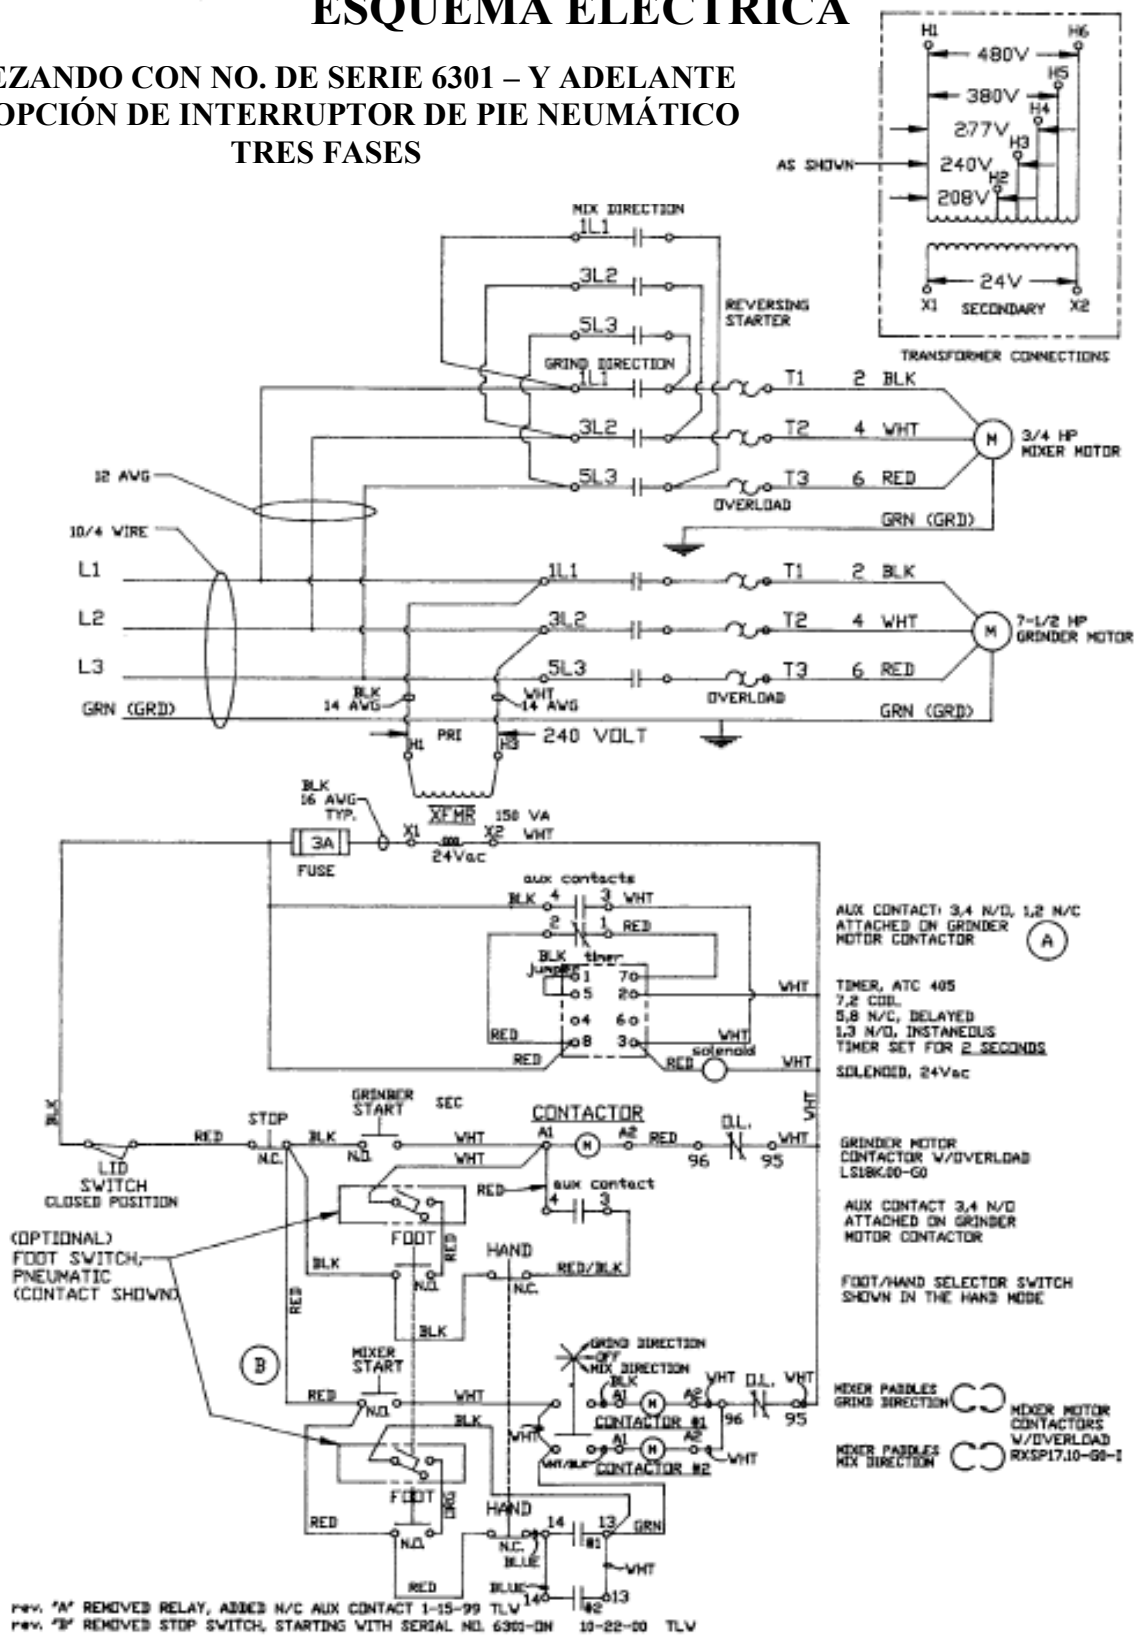 ESQUEMA ELÉCTRICA
EZANDO CON NO. DE SERIE 6301 – Y ADELANTE
OPCIÓN DE INTERRUPTOR DE PIE NEUMÁTICO
TRES FASES
H1 H6
480V
H5
380V
H4
277V
H3
AS SHOWN 240V
H2
208V
24V
X1 SECONDARY X2
TRANSFORMER CONNECTIONS
MIX DIRECTION
1L1
3L2
REVERSING
STARTER
5L3
GRIND DIRECTION
1L1 T1 2 BLK
3L2 T2 4 WHT
M 3/4 HP
MIXER MOTOR
5L3 T3 6 RED
OVERLOAD
GRN (GRD)
12 AWG
10/4 WIRE
L1 1L1 T1 2 BLK
L2 3L2 T2 4 WHT
M 7-1/2 HP
GRINDER MOTOR
L3 5L3 T3 6 RED
OVERLOAD
BLK WHT
14 AWG 14 AWG
GRN (GRD) GRN (GRD)
H1 PRI H3 240 VOLT
BLK
16 AWG
TYP.
XFMR 150 VA
3A X1 X2 WHT
FUSE 24Vac
aux contacts
BLK 4 3 WHT
2 1 RED
AUX CONTACT: 3,4 N/O, 1,2 N/C
ATTACHED ON GRINDER
MOTOR CONTACTOR A
BLK timer
jumper 1 7
5 2 WHT
4 6
RED 8 3 WHT
RED RED solenoid WHT
TIMER, ATC 405
7,2 COIL
5,8 N/C, DELAYED
1,3 N/O, INSTANEOUS
TIMER SET FOR 2 SECONDS
SOLENOID, 24Vac
BLK
WHT
GRINDER
START SEC
STOP CONTACTOR O.L.
RED BLK WHT A1 M A2 RED 96 95 WHT
N.C. N.O.
WHT
LID
SWITCH
CLOSED POSITION
GRINDER MOTOR
CONTACTOR W/OVERLOAD
LS18K.00-G0
RED aux contact
4 3
AUX CONTACT 3,4 N/O
ATTACHED ON GRINDER
MOTOR CONTACTOR
(OPTIONAL)
FOOT SWITCH,
PNEUMATIC
(CONTACT SHOWN)
FOOT RED HAND
BLK N.O. N.C. RED/BLK
BLK
RED
FOOT/HAND SELECTOR SWITCH
SHOWN IN THE HAND MODE
B
MIXER
START
GRIND DIRECTION
OFF
MIX DIRECTION
RED N.O. WHT BLK A1 M A2 WHT O.L. WHT
CONTACTOR #1 96 95
BLK
WHT
WHT/BLK A1 M A2 WHT
CONTACTOR #2
MIXER PADDLES
GRIND DIRECTION
MIXER PADDLES
MIX DIRECTION
MIXER MOTOR
CONTACTORS
W/OVERLOAD
FOOT ORG HAND
RED N.O. N.C. 14 13 GRN
#1
BLUE
WHT
RED BLUE 14 13
#2
rev. "A" REMOVED RELAY, ADDED N/C AUX CONTACT 1-15-99 TLW
rev. "B" REMOVED STOP SWITCH, STARTING WITH SERIAL NO. 6301-ON 10-22-00 TLW